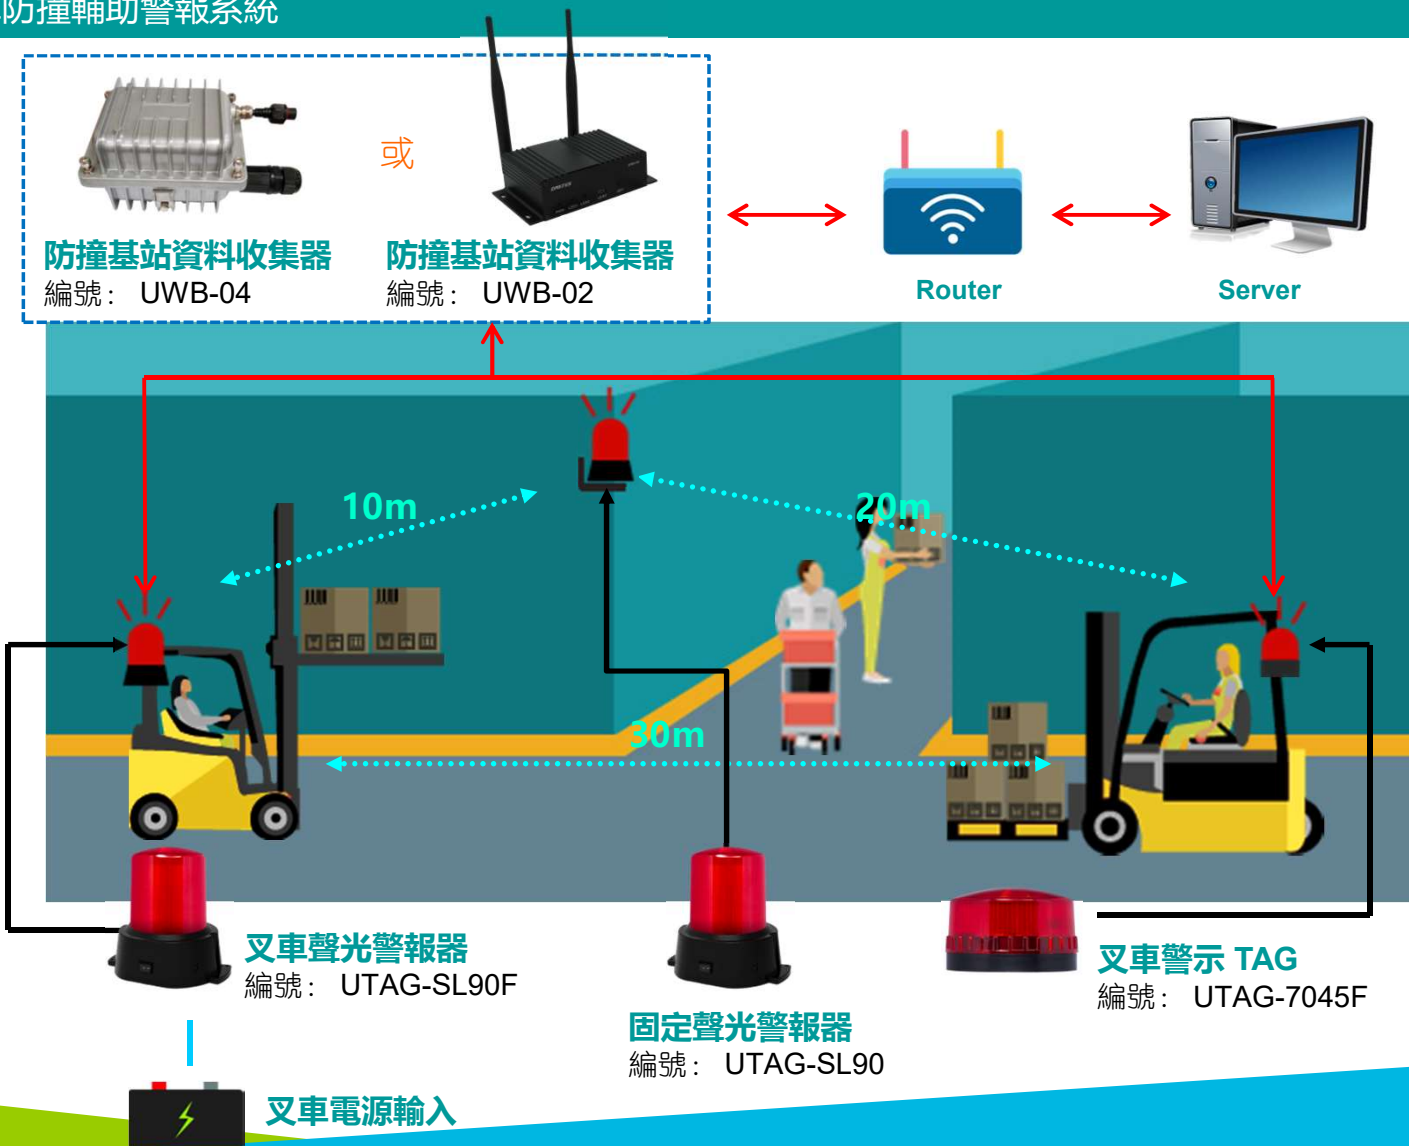 防撞輔助警報系統
或
防撞基站資料收集器
編號： UWB-04
防撞基站資料收集器
編號： UWB-02
Router
Server
10m
20m
30m
叉車聲光警報器
編號： UTAG-SL90F
固定聲光警報器
編號： UTAG-SL90
叉車警示 TAG
編號： UTAG-7045F
叉車電源輸入